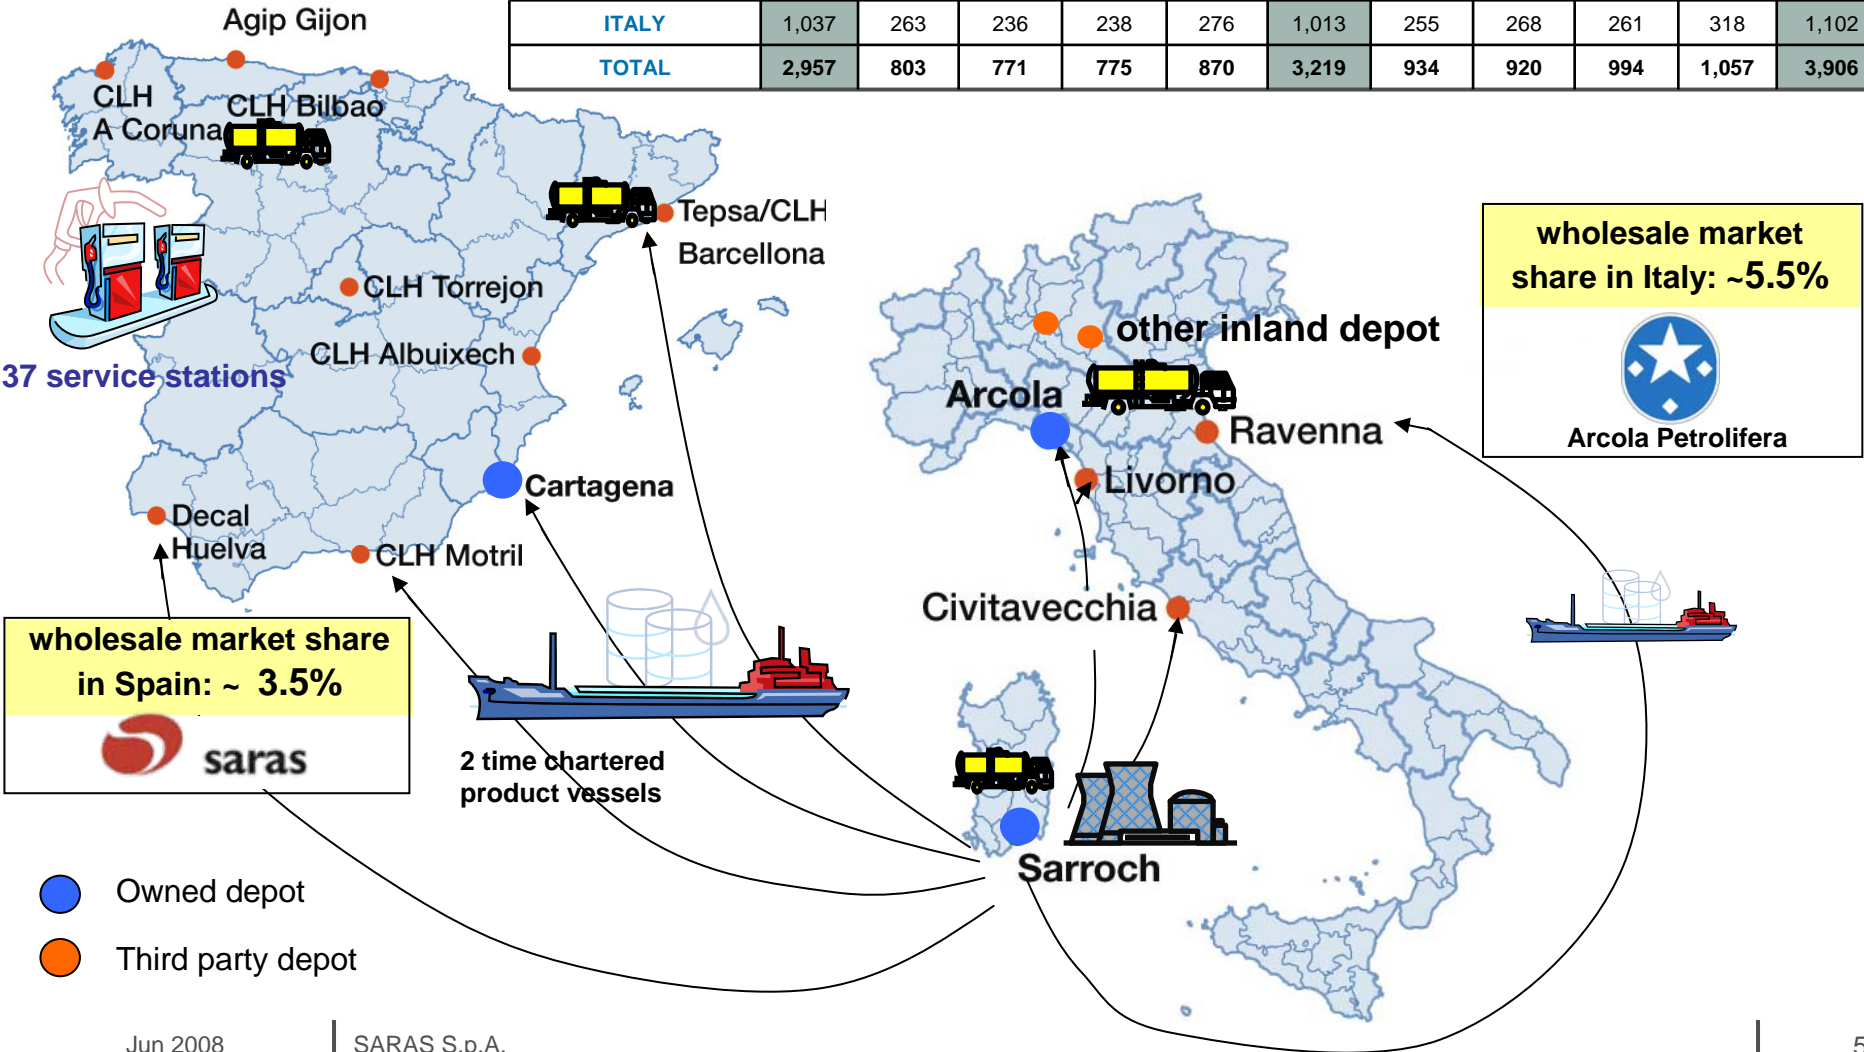 Agip Gijon
ITALY 1,037 263 236 238 276 1,013 255 268 261 318 1,102
TOTAL 2,957 803 771 775 870 3,219 934 920 994 1,057 3,906
CLH
A Coruna
CLH Bilbao
Tepsa/CLH
Barcellona
CLH Torrejon
CLH Albuixech
37 service stations
Cartagena
Decal
Huelva
CLH Motril
wholesale market share
in Spain: ~ 3.5%
saras
2 time chartered
product vessels
Owned depot
Third party depot
wholesale market
share in Italy: ~5.5%
Arcola Petrolifera
other inland depot
Arcola
Ravenna
Livorno
Civitavecchia
Sarroch
Jun 2008
SARAS S.p.A.
5